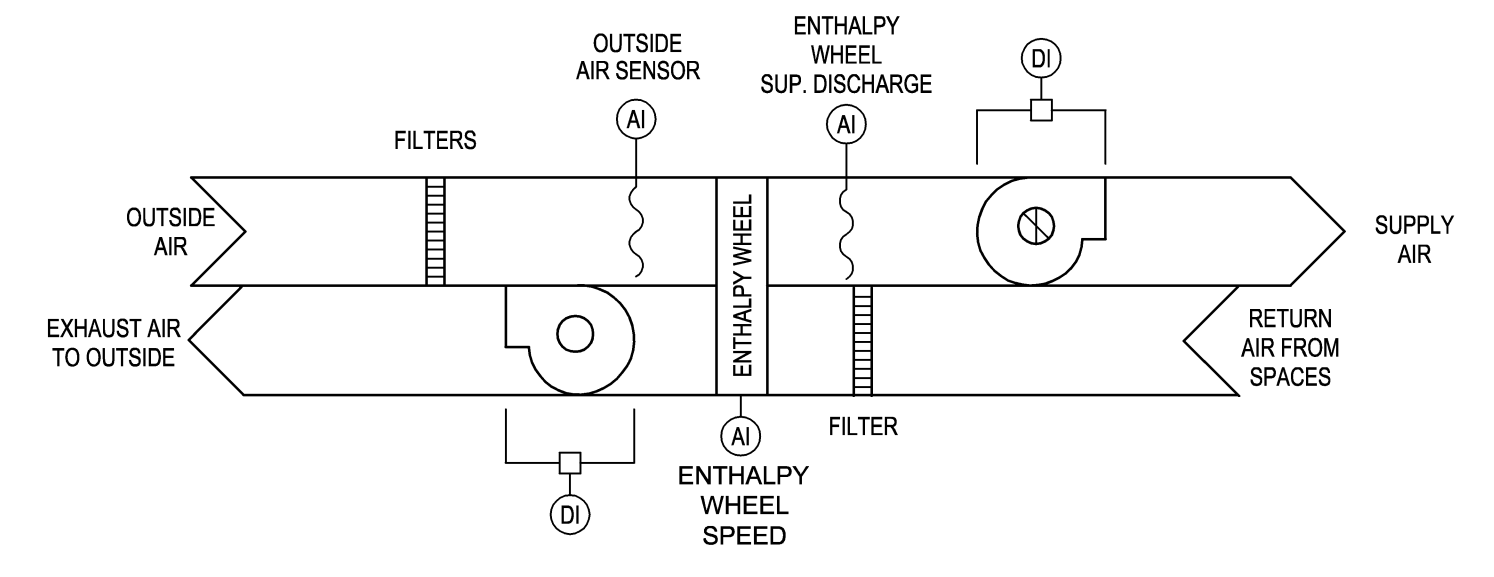 OUTSIDE
AIR SENSOR
AI
ENTHALPY
WHEEL
SUP. DISCHARGE
AI
DI
FILTERS
OUTSIDE
AIR
ENTHALPY WHEEL
SUPPLY
AIR
EXHAUST AIR
TO OUTSIDE
RETURN
AIR FROM
SPACES
FILTER
AI
ENTHALPY
WHEEL
SPEED
DI